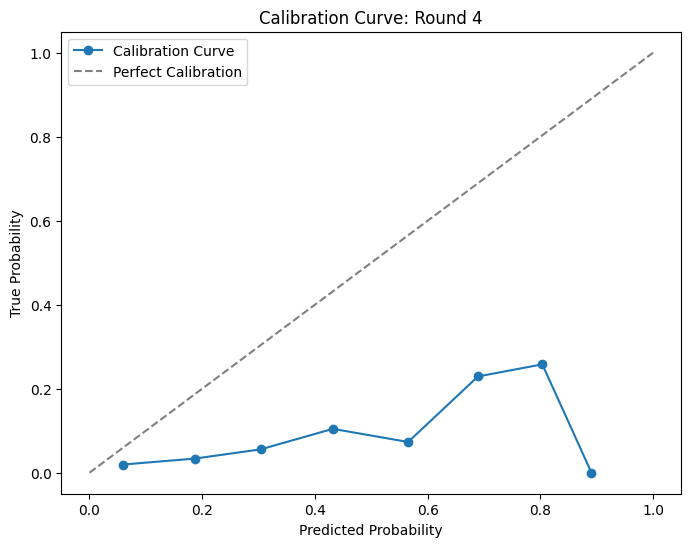 Calibration Curve: Round 4
Calibration Curve
Perfect Calibration
True Probability
1.0
0.8
0.6
0.4
0.2
0.0
0.0 0.2 0.4 0.6 0.8 1.0
Predicted Probability